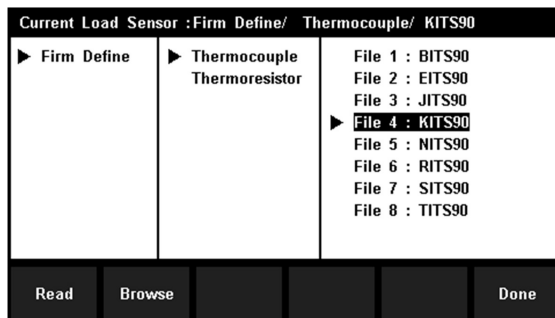 Current Load Sensor :Firm Define/ Thermocouple/ KITS90
Firm Define
Thermocouple
Thermoresistor
File 1 : BITS90
File 2 : EITS90
File 3 : JITS90
File 4 : KITS90
File 5 : NITS90
File 6 : RITS90
File 7 : SITS90
File 8 : TITS90
Read Browse Done